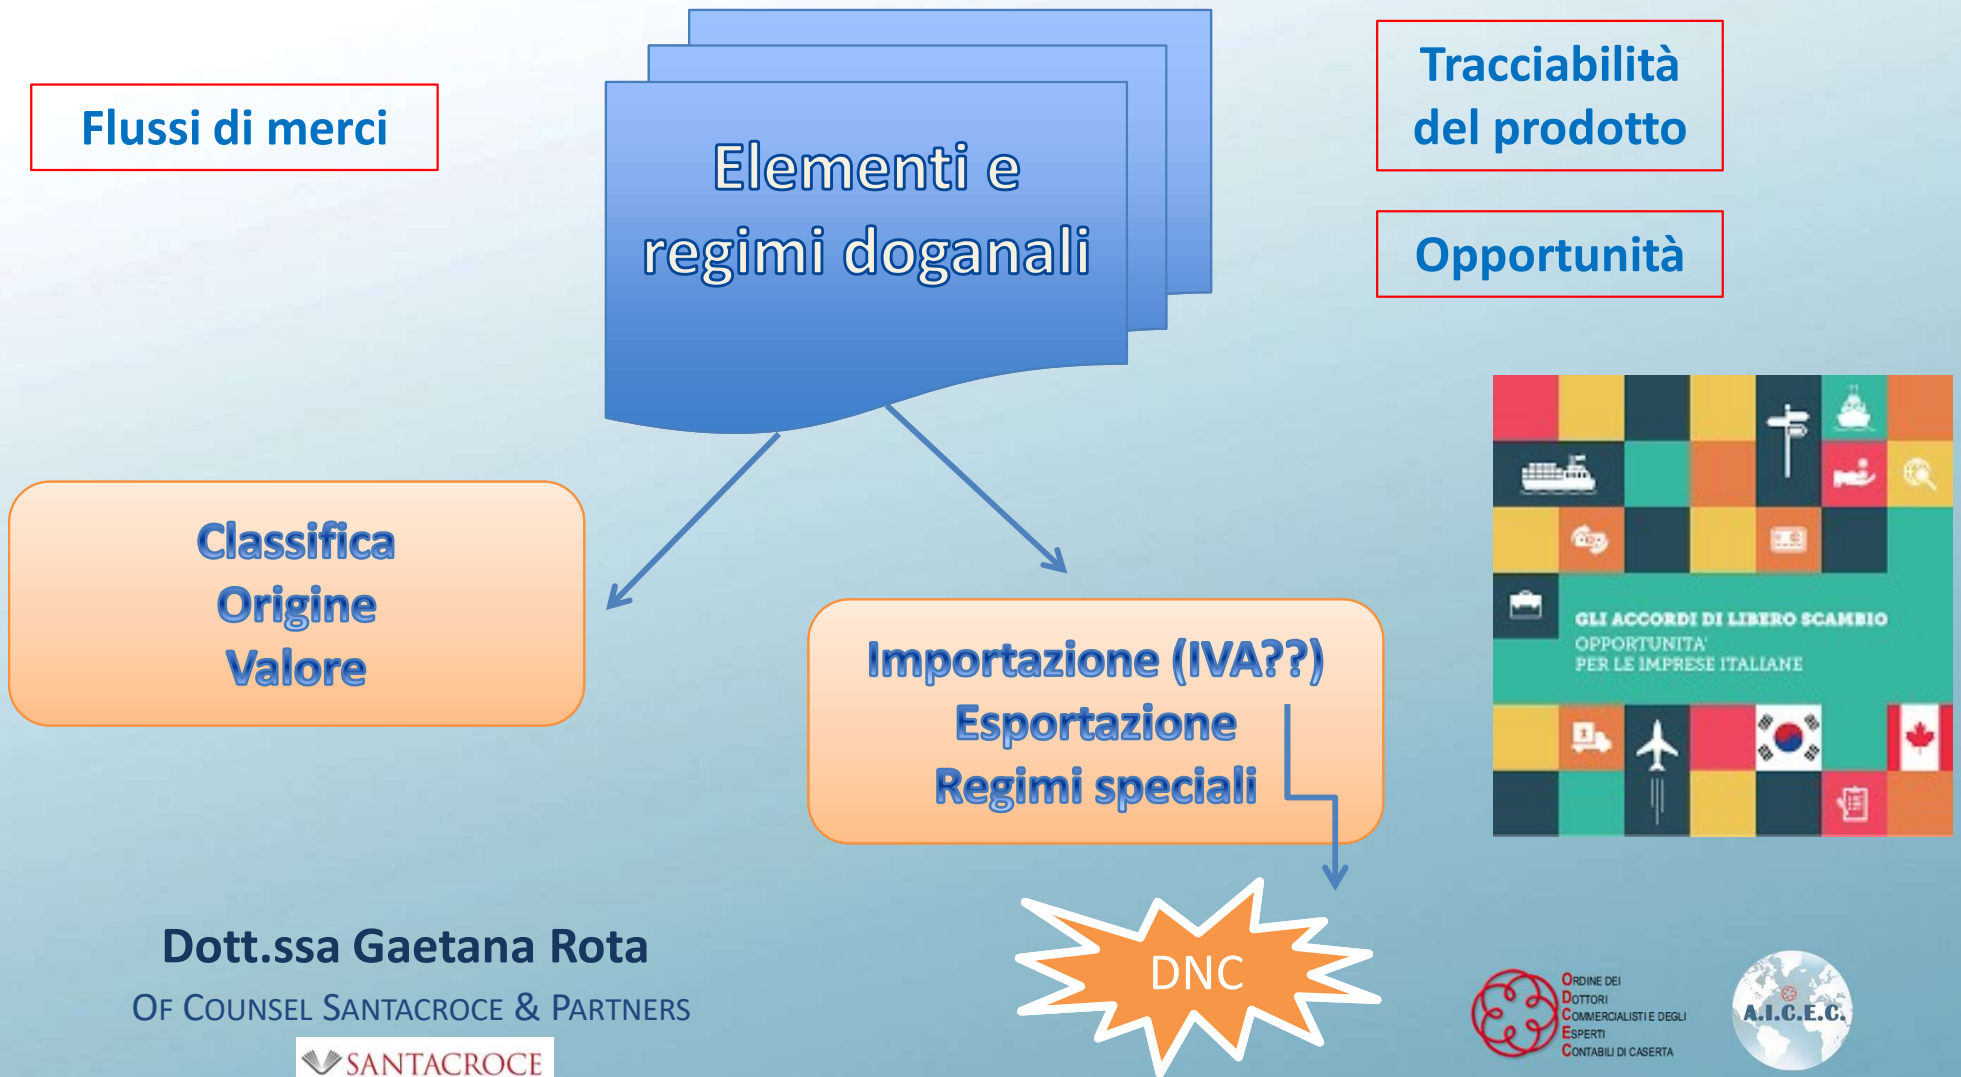 Flussi di merci
Elementi e
regimi doganali
Tracciabilità
del prodotto
Opportunità
Classifica
Origine
Valore
Importazione (IVA??)
Esportazione
Regimi speciali
DNC
GLI ACCORDI DI LIBERO SCAMBIO
OPPORTUNITA'
PER LE IMPRESE ITALIANE
Dott.ssa Gaetana Rota
OF COUNSEL SANTACROCE & PARTNERS
SANTACROCE
ORDINE DEI
DOTTORI
COMMERCIALISTI E DEGLI
ESPERTI
CONTABILI DI CASERTA
A.I.C.E.C.